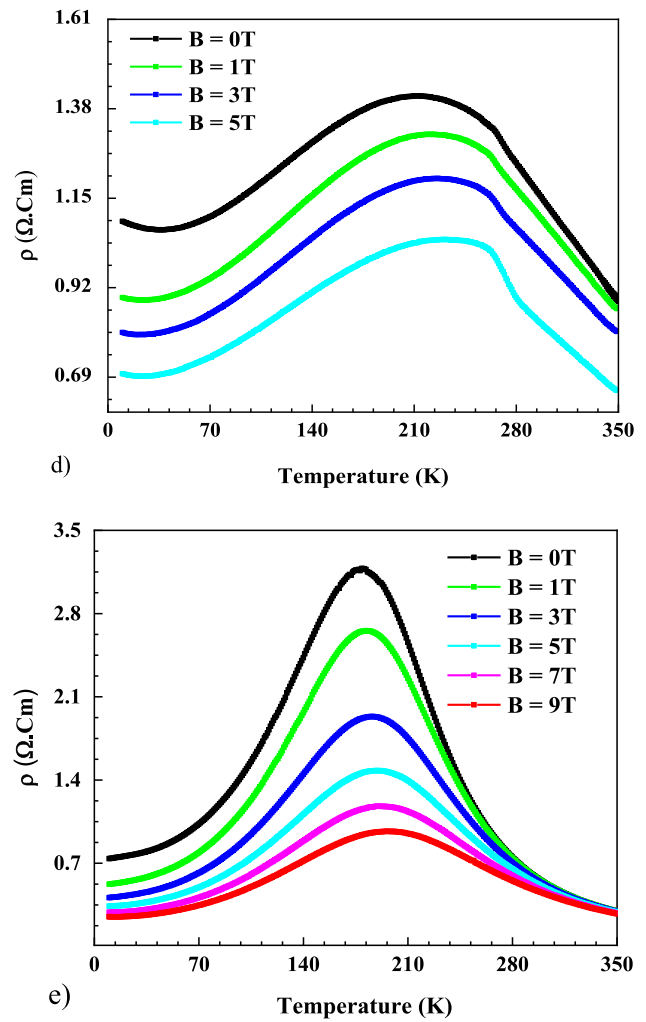 1.61
B = 0T
B = 1T
B = 3T
B = 5T
1.38
1.15
0.92
0.69
ρ (Ω.Cm)
0 70 140 210 280 350
d)
Temperature (K)
3.5
B = 0T
B = 1T
B = 3T
B = 5T
B = 7T
B = 9T
2.8
2.1
1.4
0.7
ρ (Ω.Cm)
0 70 140 210 280 350
e)
Temperature (K)